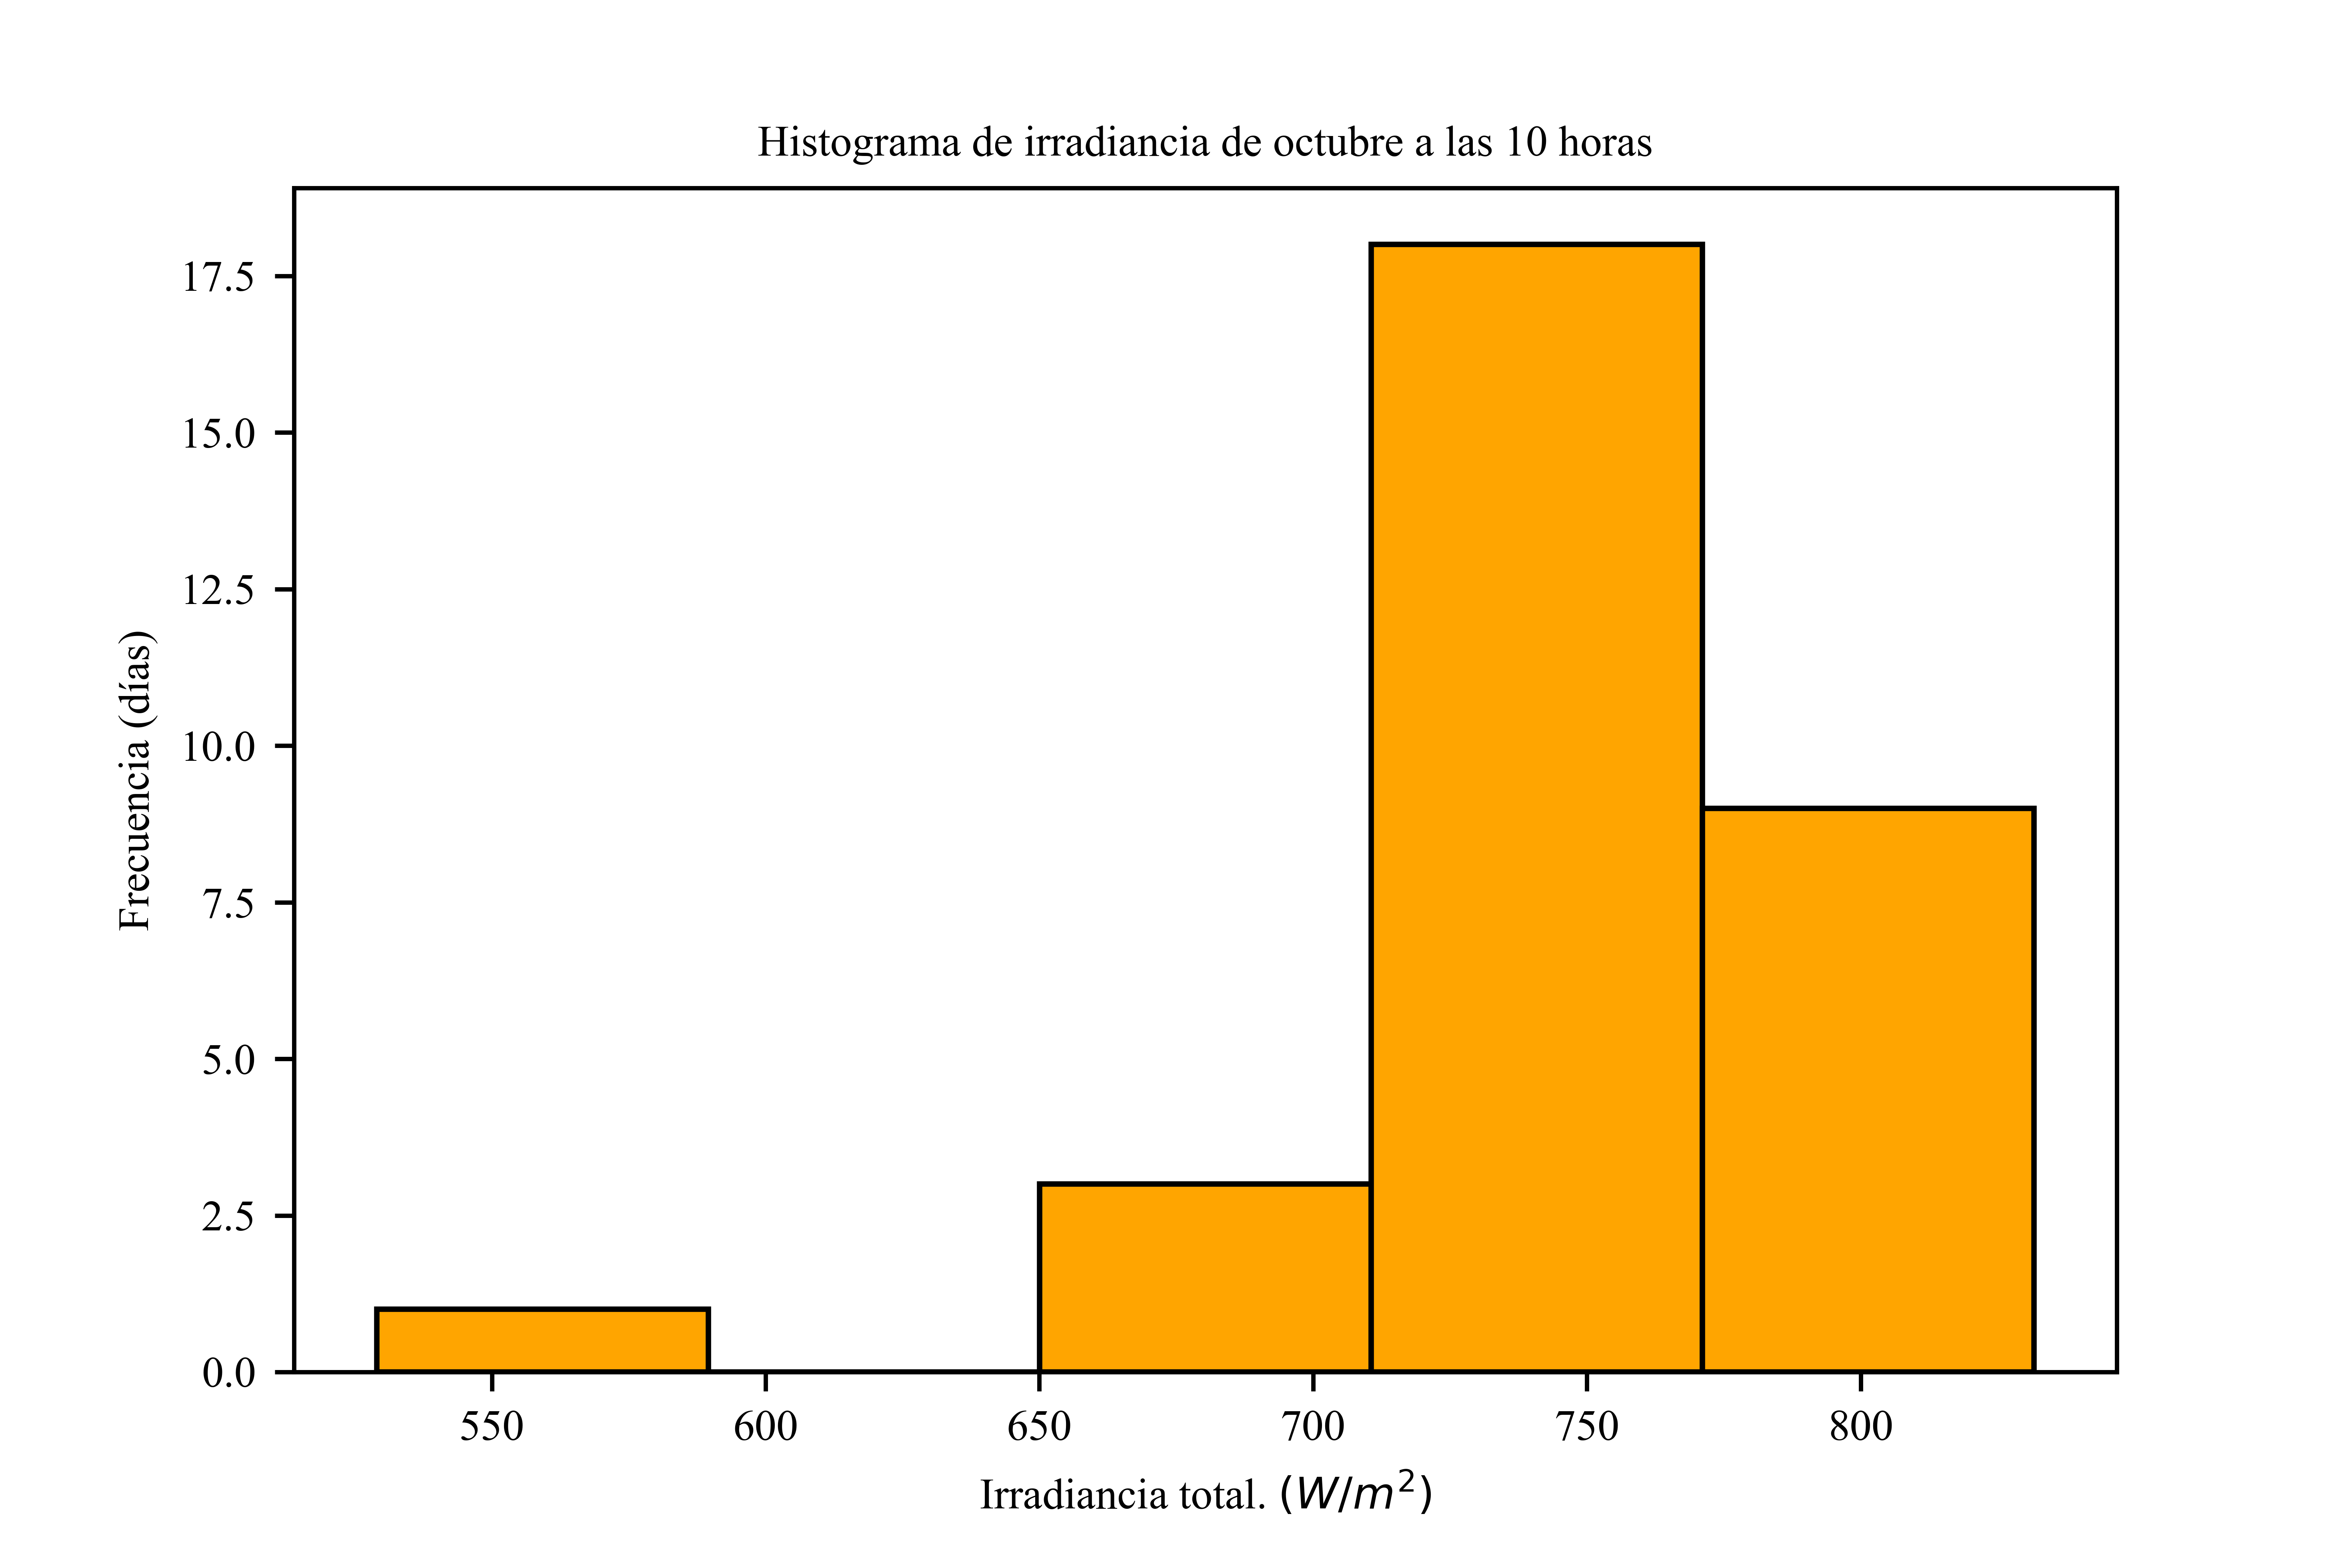 Histograma de irradiancia de octubre a las 10 horas
Frecuencia (días)
17.5
15.0
12.5
10.0
7.5
5.0
2.5
0.0
550 600 650 700 750 800
Irradiancia total. (W/m²)